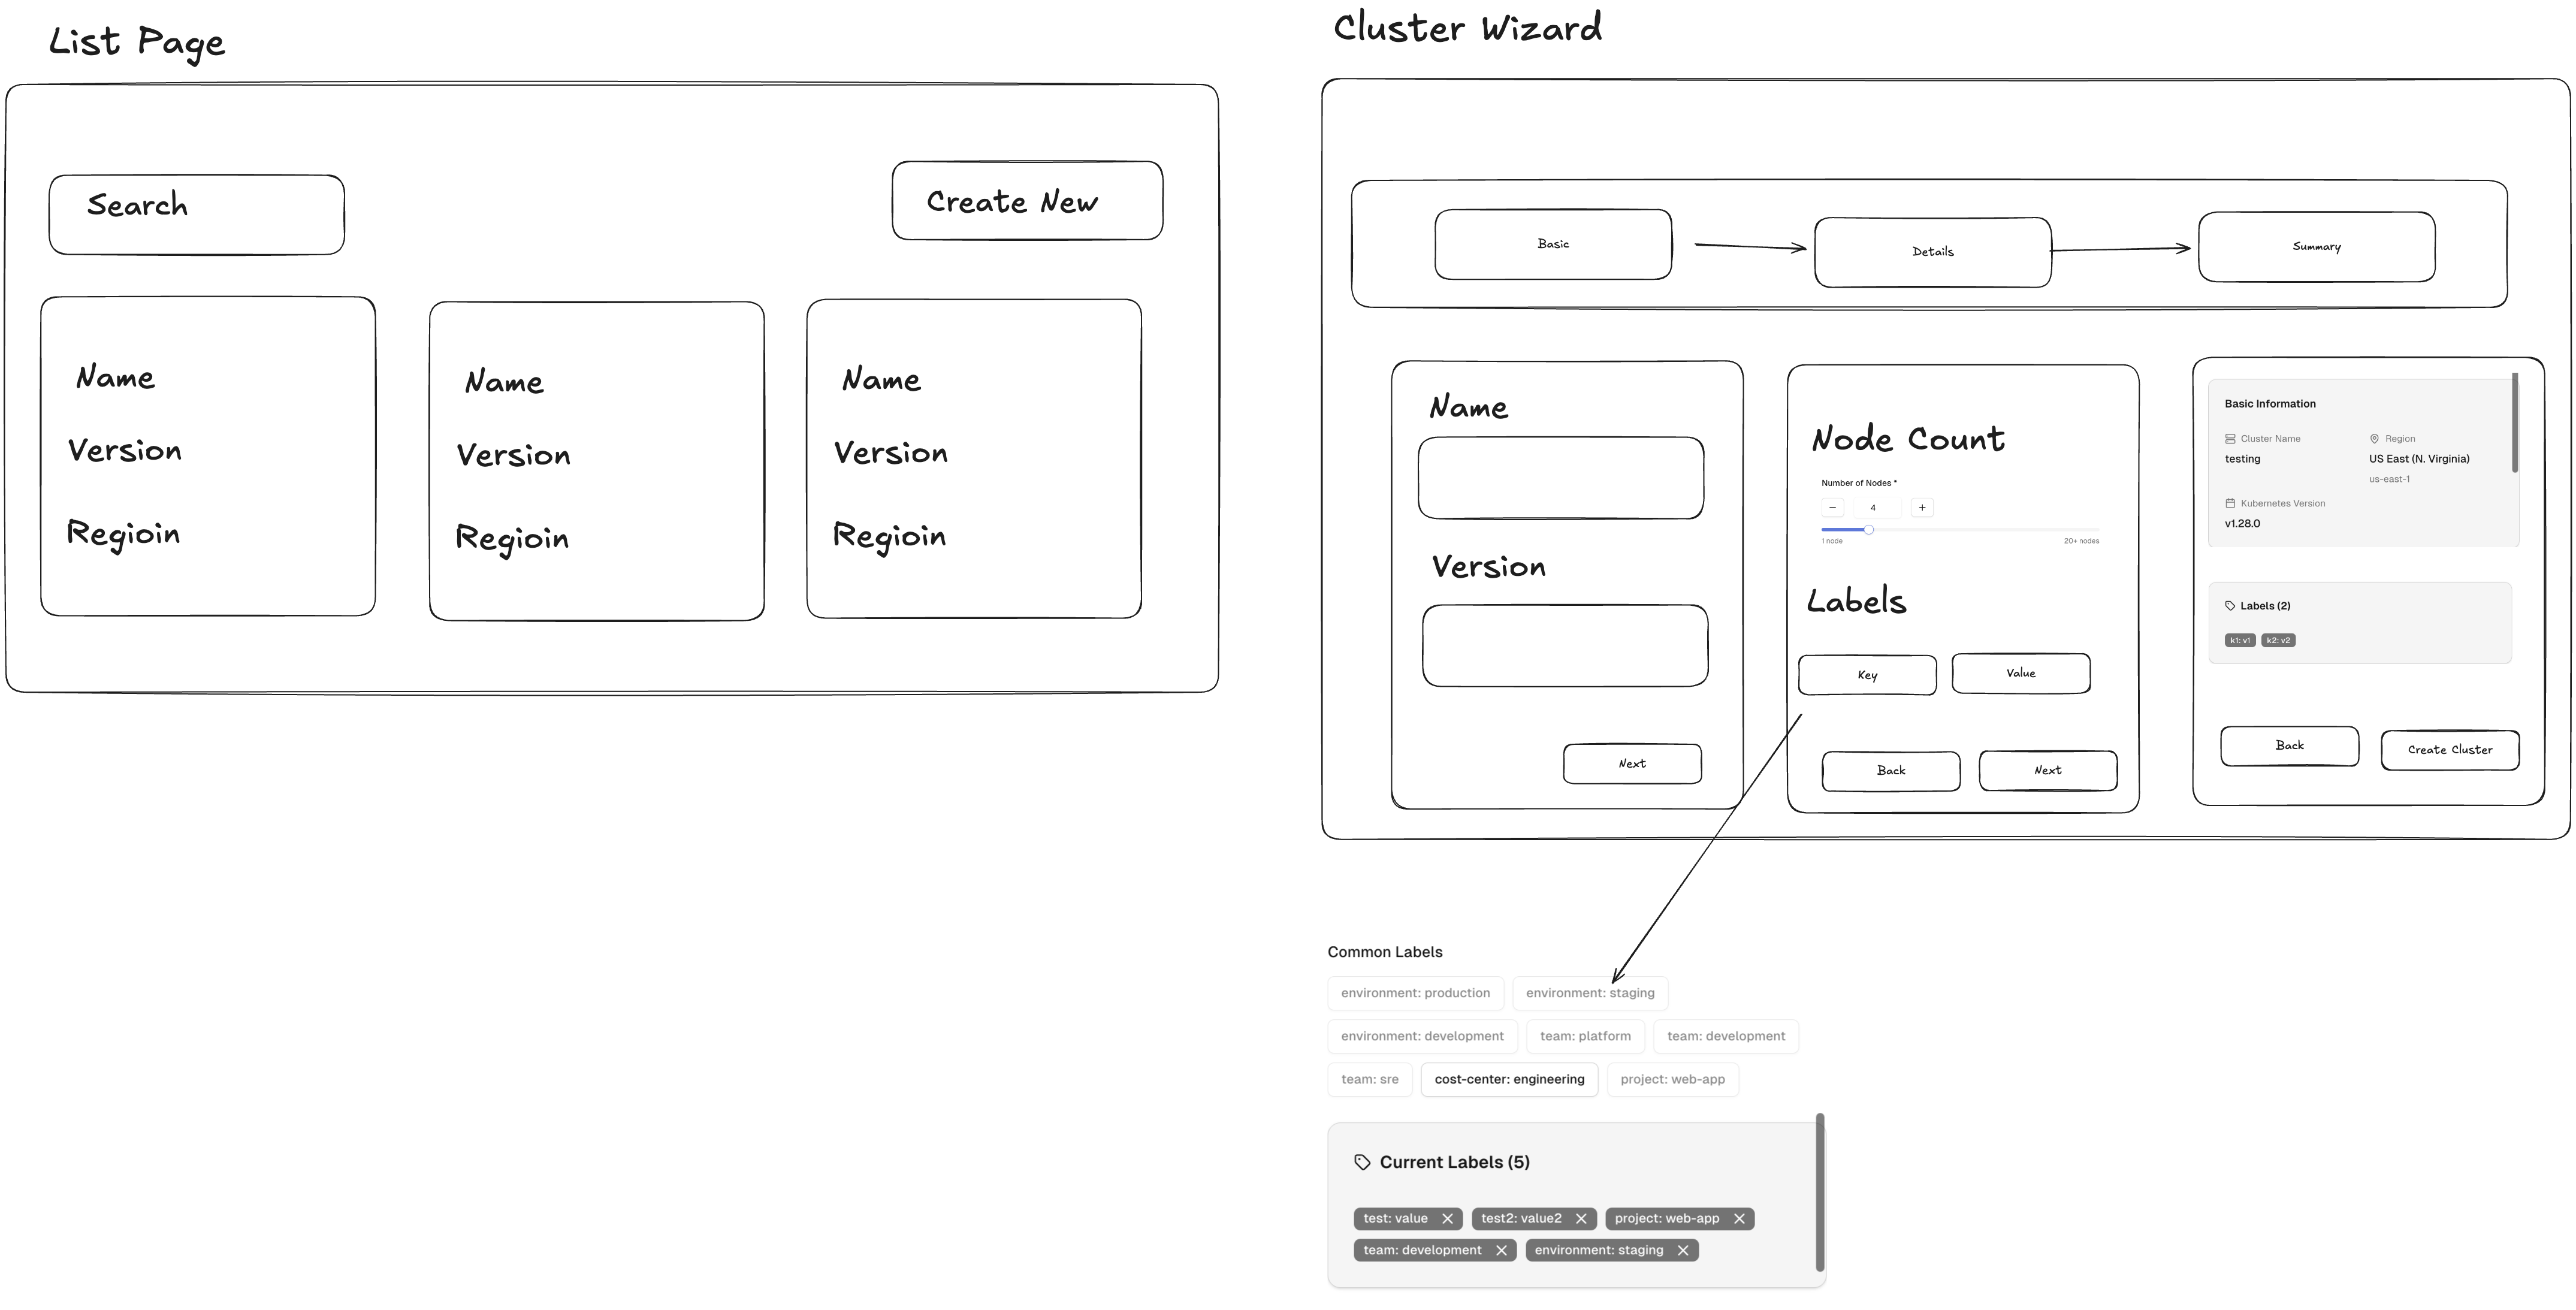 List Page
Search
Create New
Name
Version
Regioin
Name
Version
Regioin
Name
Version
Regioin
Cluster Wizard
Basic
Details
Summary
Name
Version
Next
Node Count
Number of Nodes *
− 4 +
1 node 20+ nodes
Labels
Key
Value
Back
Next
Basic Information
Cluster Name Region
testing US East (N. Virginia)
us-east-1
Kubernetes Version
v1.28.0
Labels (2)
k1: v1 k2: v2
Back
Create Cluster
Common Labels
environment: production environment: staging
environment: development team: platform team: development
team: sre cost-center: engineering project: web-app
Current Labels (5)
test: value test2: value2 project: web-app
team: development environment: staging